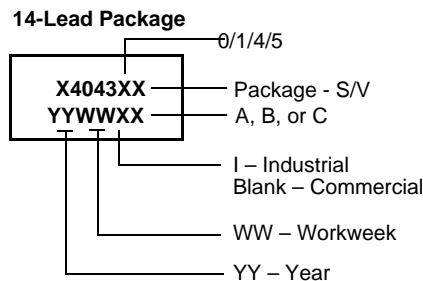 14-Lead Package
0/1/4/5
X4043XX
Package - S/V
YYWWXX
A, B, or C
I – Industrial
Blank – Commercial
WW – Workweek
YY – Year